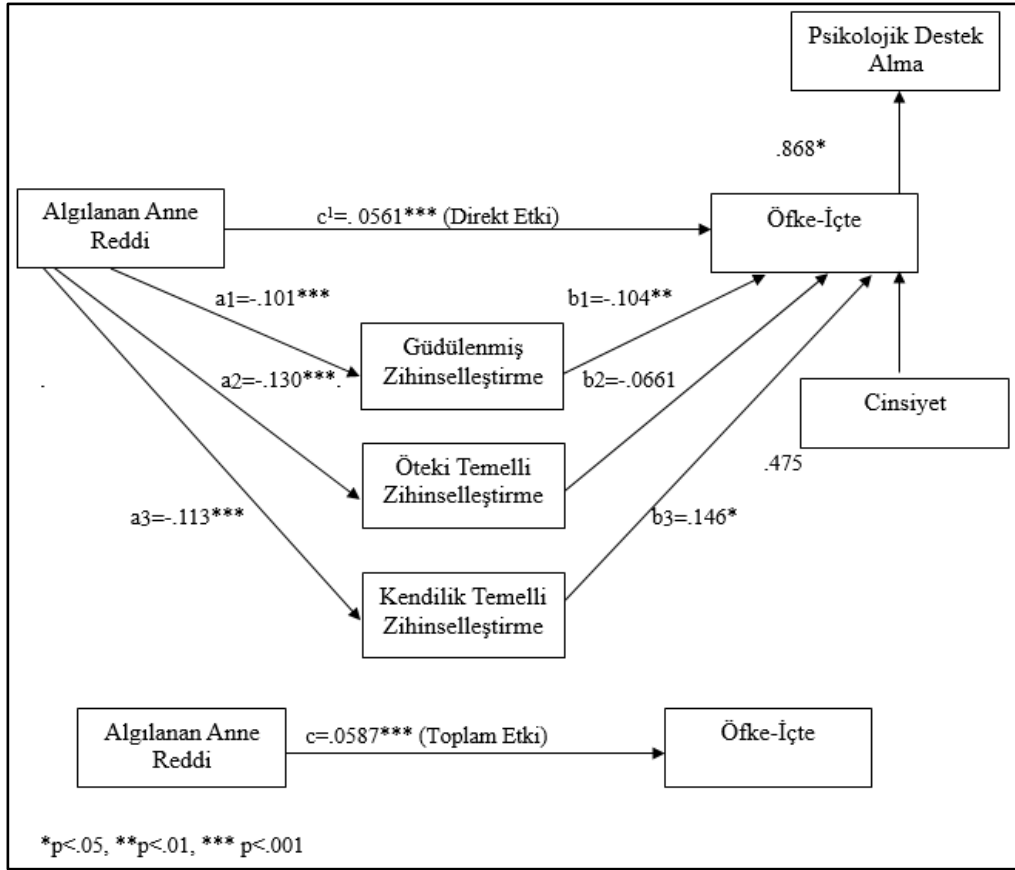 Psikolojik Destek
Alma
.868*
Algılanan Anne
Reddi
c¹=. 0561*** (Direkt Etki)
Öfke-İçte
a1=-.101***
b1=-.104**
Güdülenmiş
Zihinselleştirme
.
a2=-.130***.
b2=-.0661
Cinsiyet
Öteki Temelli
Zihinselleştirme
.475
a3=-.113***
b3=.146*
Kendilik Temelli
Zihinselleştirme
Algılanan Anne
Reddi
c=.0587*** (Toplam Etki)
Öfke-İçte
*p<.05, **p<.01, *** p<.001